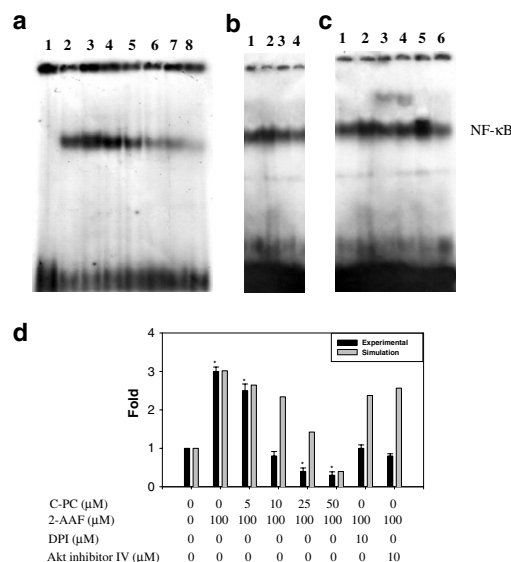 a
1 2 3 4 5 6 7 8
b
1 2 3 4
c
1 2 3 4 5 6
NF-κB
d
Experimental
Simulation
Fold
4
3
2
1
0
* * * *
C-PC (μM) 0 0 5 10 25 50 0 0
2-AAF (μM) 0 100 100 100 100 100 100 100
DPI (μM) 0 0 0 0 0 0 10 0
Akt inhibitor IV (μM) 0 0 0 0 0 0 0 10